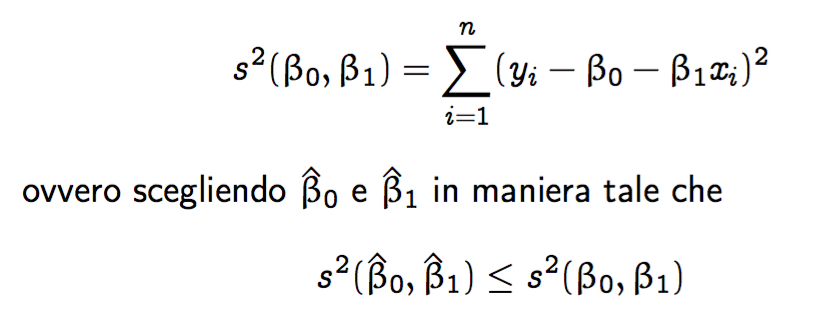 s²(β₀, β₁) = ∑ᵢ₌₁ⁿ (yᵢ − β₀ − β₁xᵢ)²
ovvero scegliendo β̂₀ e β̂₁ in maniera tale che
s²(β̂₀, β̂₁) ≤ s²(β₀, β₁)